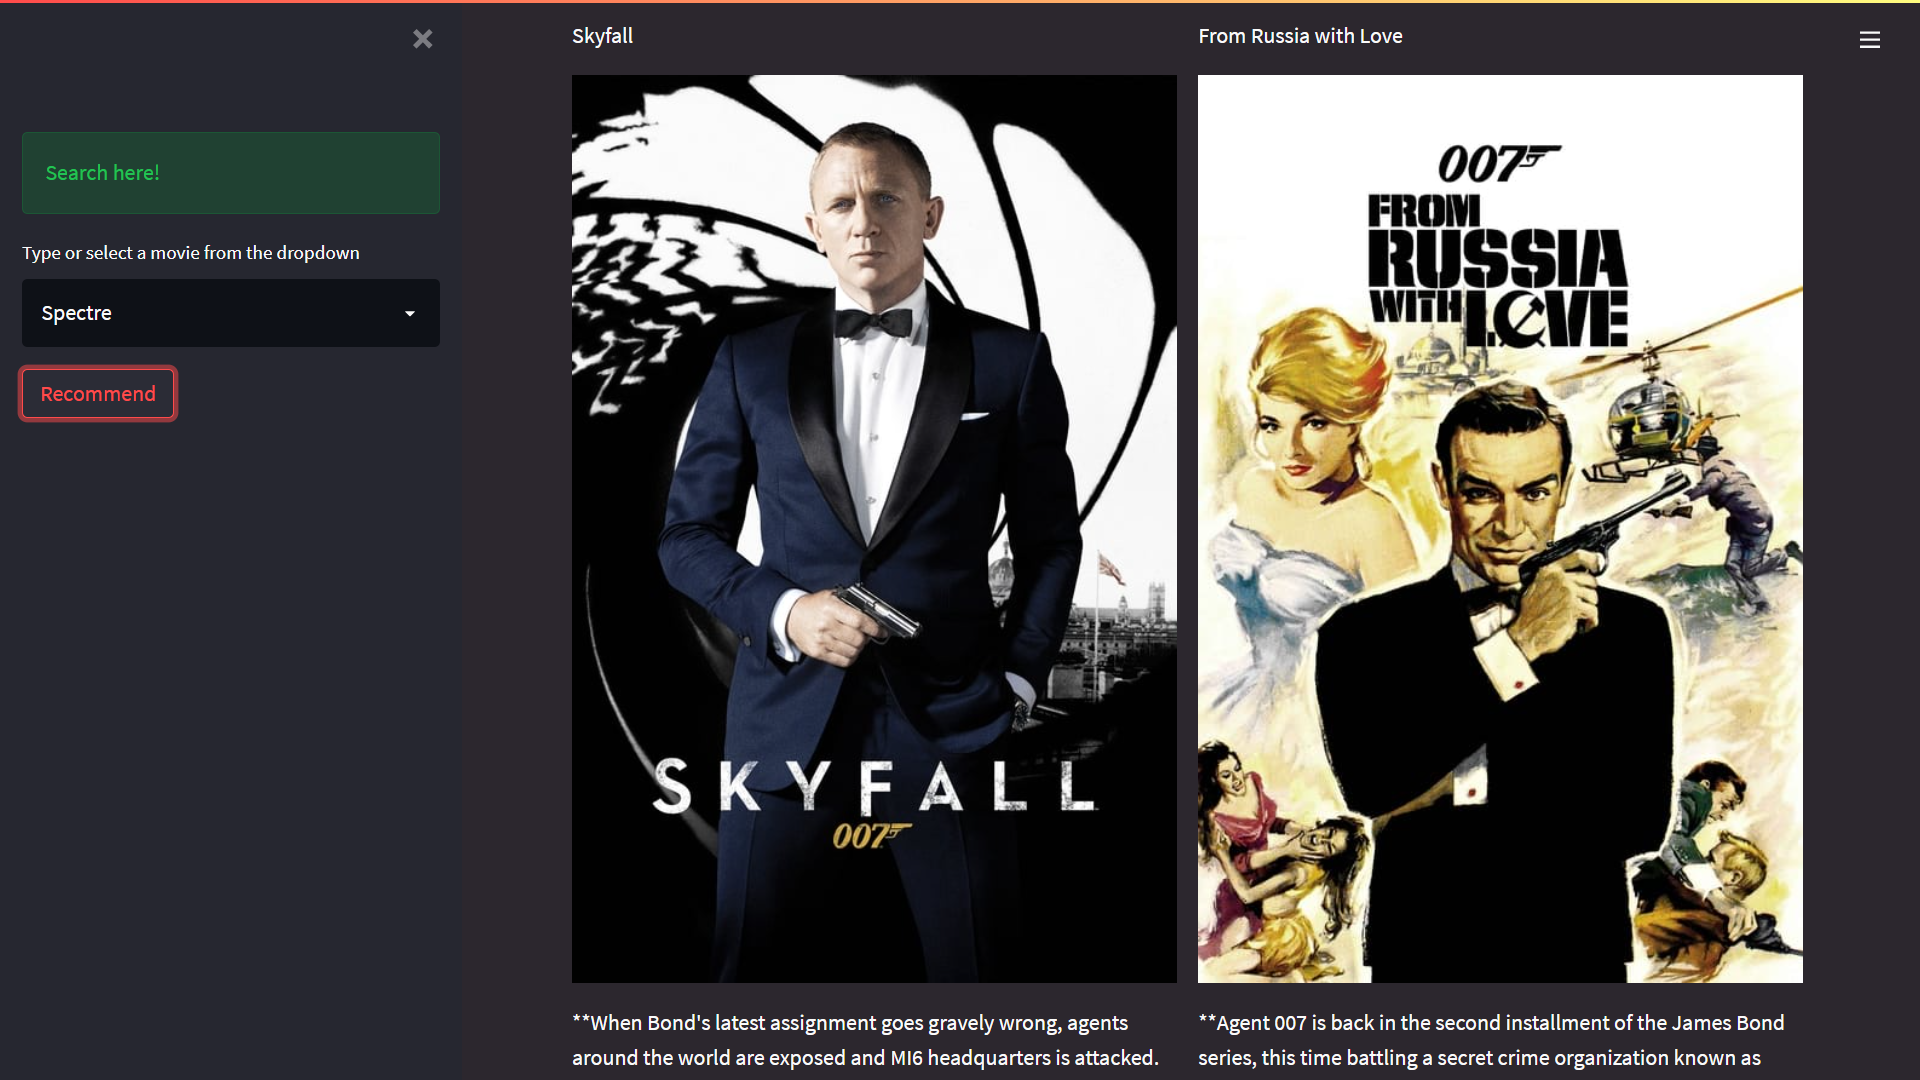 Search here!
Type or select a movie from the dropdown
Spectre
Recommend
Skyfall
SKYFALL
007
**When Bond's latest assignment goes gravely wrong, agents
around the world are exposed and MI6 headquarters is attacked.
From Russia with Love
007
FROM
RUSSIA
WITH LOVE
**Agent 007 is back in the second installment of the James Bond
series, this time battling a secret crime organization known as